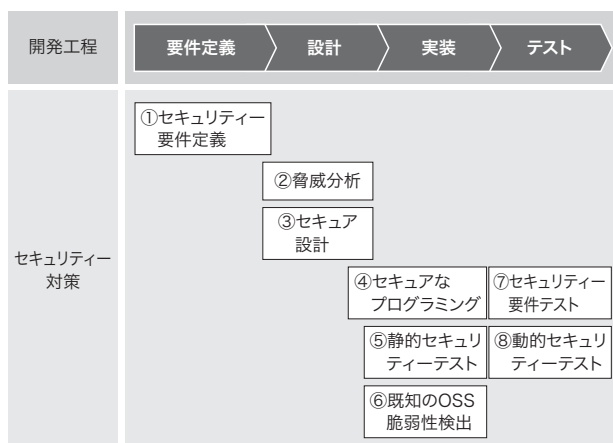 開発工程
要件定義
設計
実装
テスト
セキュリティー
対策
①セキュリティー
要件定義
②脅威分析
③セキュア
設計
④セキュアな
プログラミング
⑤静的セキュリ
ティーテスト
⑥既知のOSS
脆弱性検出
⑦セキュリティー
要件テスト
⑧動的セキュリ
ティーテスト